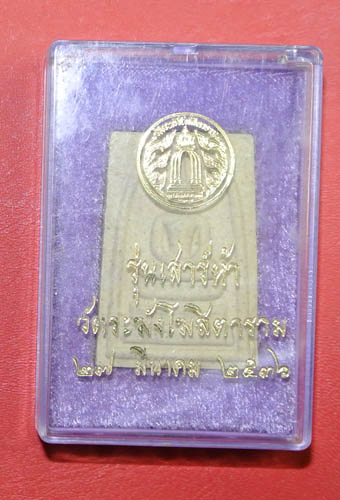 รุ่นเสาร์ห้า
วัดระฆังโฆสิตาราม
๒๗ มีนาคม ๒๕๓๖